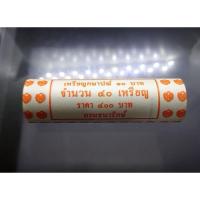 เหรียญกษาปณ์ ๑๐ บาท
จำนวน ๔๐ เหรียญ
ราคา ๔๐๐ บาท
กรมธนารักษ์